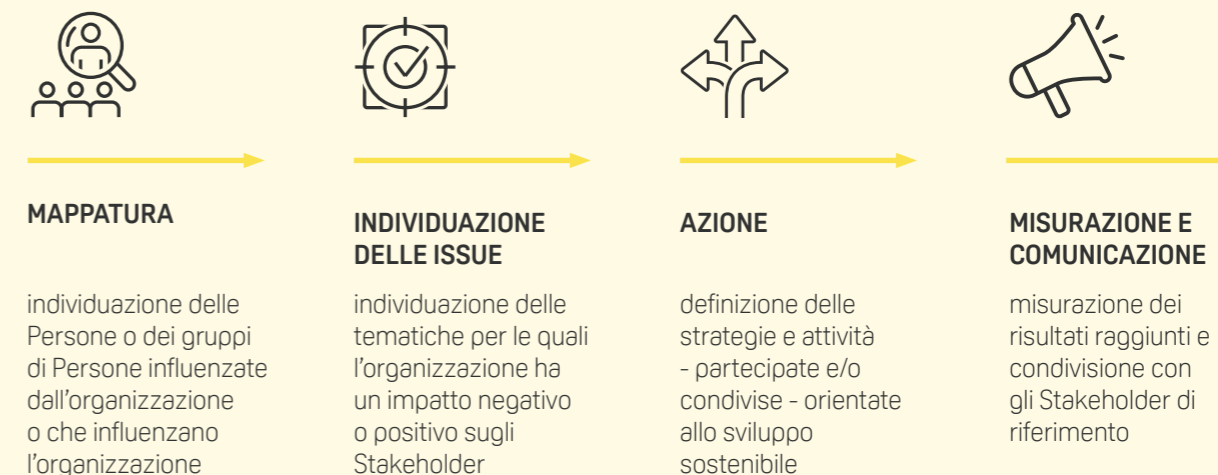 MAPPATURA
individuazione delle
Persone o dei gruppi
di Persone influenzate
dall'organizzazione
o che influenzano
l'organizzazione
INDIVIDUAZIONE
DELLE ISSUE
individuazione delle
tematiche per le quali
l'organizzazione ha
un impatto negativo
o positivo sugli
Stakeholder
AZIONE
definizione delle
strategie e attività
- partecipate e/o
condivise - orientate
allo sviluppo
sostenibile
MISURAZIONE E
COMUNICAZIONE
misurazione dei
risultati raggiunti e
condivisione con
gli Stakeholder di
riferimento